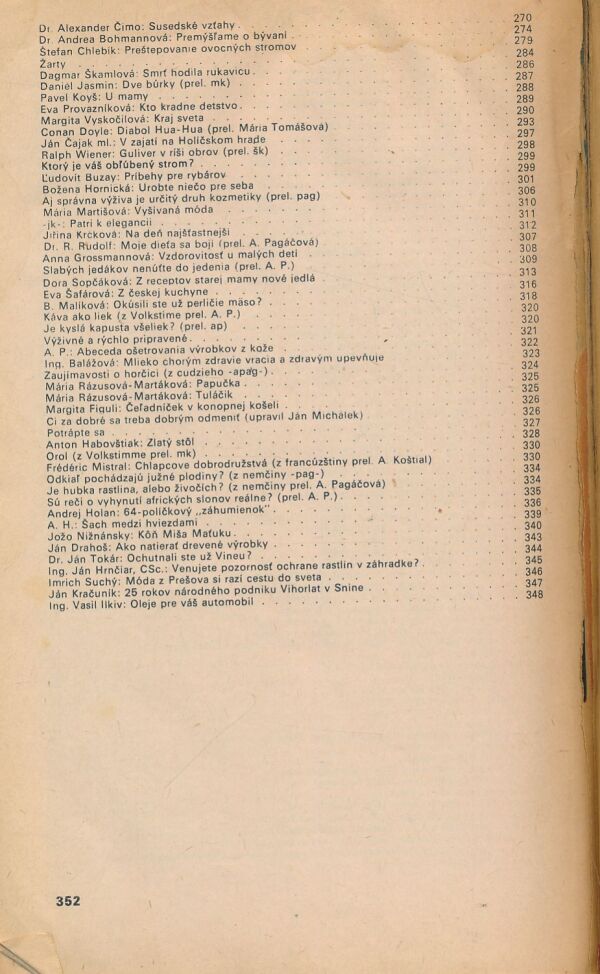 Dr. Alexander Čimo: Susedské vzťahy . . . 270
Dr. Andrea Bohmannová: Premýšľame o bývaní . . . 274
Štefan Chlebík: Preštepovanie ovocných stromov . . . 279
Žarty . . . 284
Dagmar Škamlová: Smrť hodila rukavicu . . . 286
Daniel Jasmin: Dve búrky (prel. mk) . . . 287
Pavel Koyš: U mamy . . . 288
Eva Provazníková: Kto kradne detstvo . . . 289
Margita Vyskočilová: Kraj sveta . . . 290
Conan Doyle: Diabol Hua-Hua (prel. Mária Tomášová) . . . 293
Ján Čajak ml.: V zajatí na Holíčskom hrade . . . 297
Ralph Wiener: Guliver v ríši obrov (prel. šk) . . . 298
Ktorý je váš obľúbený strom? . . . 299
Ľudovít Buzay: Príbehy pre rybárov . . . 299
Božena Hornická: Urobte niečo pre seba . . . 301
Aj správna výživa je určitý druh kozmetiky (prel. pag) . . . 306
Mária Martišová: Vyšívaná móda . . . 310
-jk-: Patrí k elegancii . . . 311
Jiřina Krčková: Na deň najšťastnejší . . . 312
Dr. R. Rudolf: Moje dieťa sa bojí (prel. A. Pagáčová) . . . 307
Anna Grossmannová: Vzdorovitosť u malých detí . . . 308
Slabých jedákov nenúťte do jedenia (prel. A. P.) . . . 309
Dora Sopčáková: Z receptov starej mamy nové jedlá . . . 313
Eva Šafárová: Z českej kuchyne . . . 316
B. Malíková: Okúsili ste už perličie mäso? . . . 318
Káva ako liek (z Volkstime prel. A. P.) . . . 320
Je kyslá kapusta všeliek? (prel. ap) . . . 320
Výživné a rýchlo pripravené . . . 321
A. P.: Abeceda ošetrovania výrobkov z kože . . . 322
Ing. Balážová: Mlieko chorým zdravie vracia a zdravým upevňuje . . . 323
Zaujímavosti o horčici (z cudzieho -apag-) . . . 324
Mária Rázusová-Martáková: Papučka . . . 325
Mária Rázusová-Martáková: Tuláčik . . . 325
Margita Figuli: Čeľadníček v konopnej košeli . . . 326
Či za dobré sa treba dobrým odmeniť (upravil Ján Michálek) . . . 326
Potrápte sa . . . 327
Anton Habovštiak: Zlatý stôl . . . 328
Orol (z Volkstimme prel. mk) . . . 330
Frédéric Mistral: Chlapcove dobrodružstvá (z francúzštiny prel. A. Koštial) . . . 330
Odkiaľ pochádzajú južné plodiny? (z nemčiny -pag-) . . . 334
Je hubka rastlina, alebo živočích? (z nemčiny prel. A. Pagáčová) . . . 334
Sú reči o vyhynutí afrických slonov reálne? (prel. A. P.) . . . 335
Andrej Holan: 64-políčkový „záhumienok" . . . 336
A. H.: Šach medzi hviezdami . . . 339
Jožo Nižnánsky: Kôň Miša Maťuku . . . 340
Ján Drahoš: Ako natierať drevené výrobky . . . 343
Dr. Ján Tokár: Ochutnali ste už Vineu? . . . 344
Ing. Ján Hrnčiar, CSc.: Venujete pozornosť ochrane rastlín v záhradke? . . . 345
Imrich Suchý: Móda z Prešova si razí cestu do sveta . . . 346
Ján Kračuník: 25 rokov národného podniku Vihorlat v Snine . . . 347
Ing. Vasil Ilkiv: Oleje pre váš automobil . . . 348
352